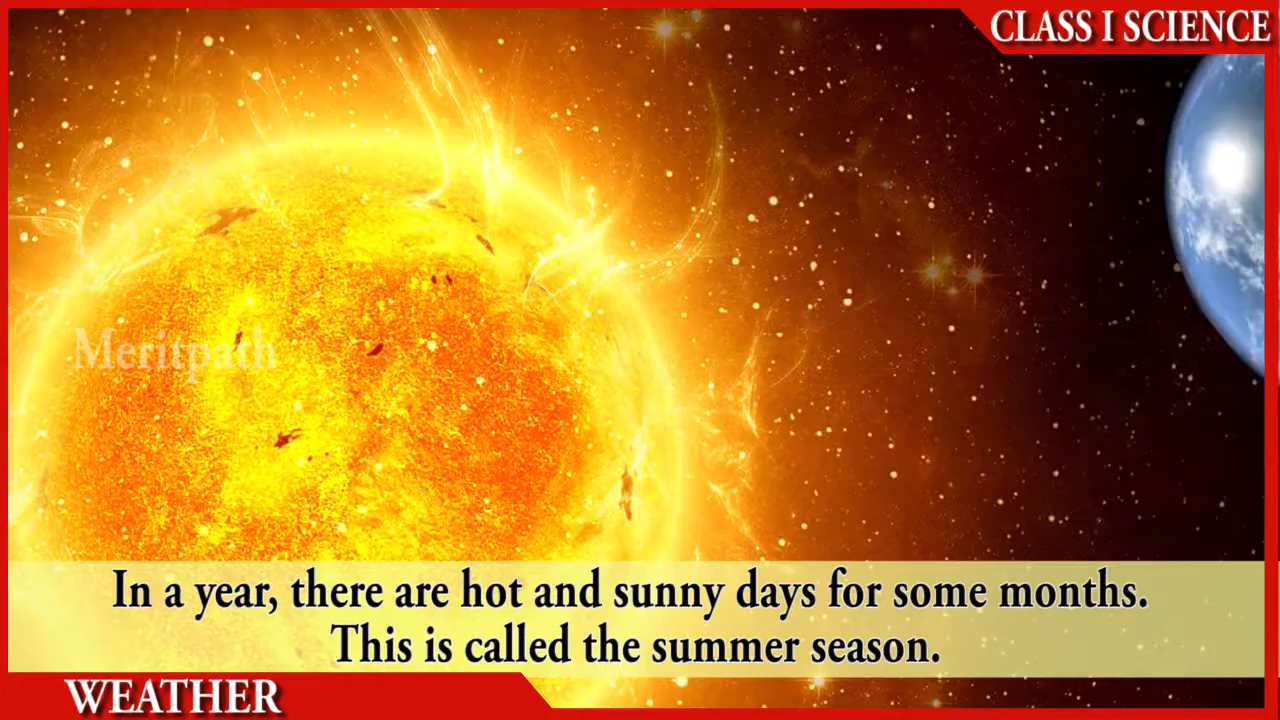 CLASS I SCIENCE
Meritpath
In a year, there are hot and sunny days for some months.
This is called the summer season.
WEATHER